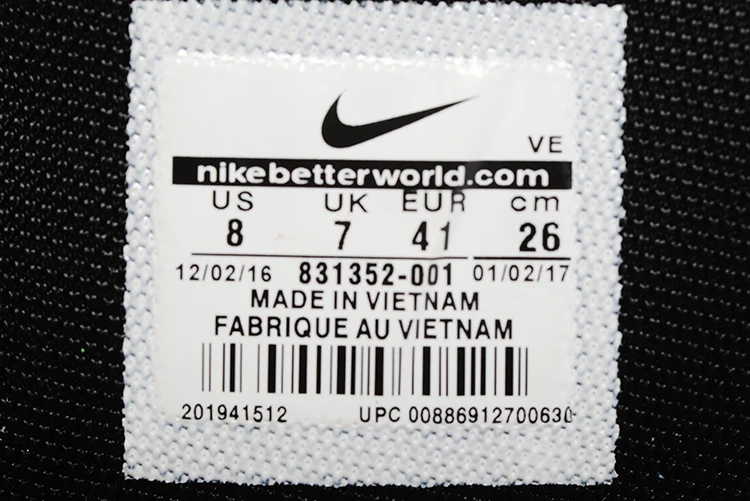 VE
nikebetterworld.com
US UK EUR cm
8 7 41 26
12/02/16 831352-001 01/02/17
MADE IN VIETNAM
FABRIQUE AU VIETNAM
201941512 UPC 00886912700630